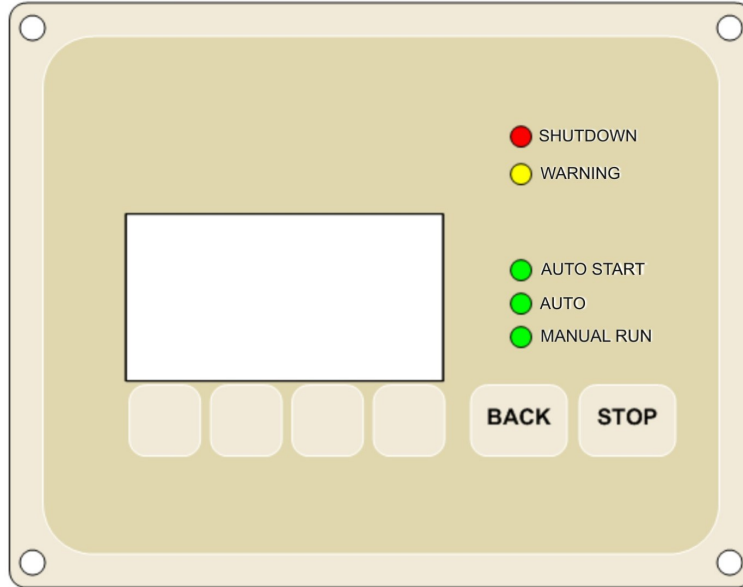 SHUTDOWN
WARNING
AUTO START
AUTO
MANUAL RUN
BACK STOP